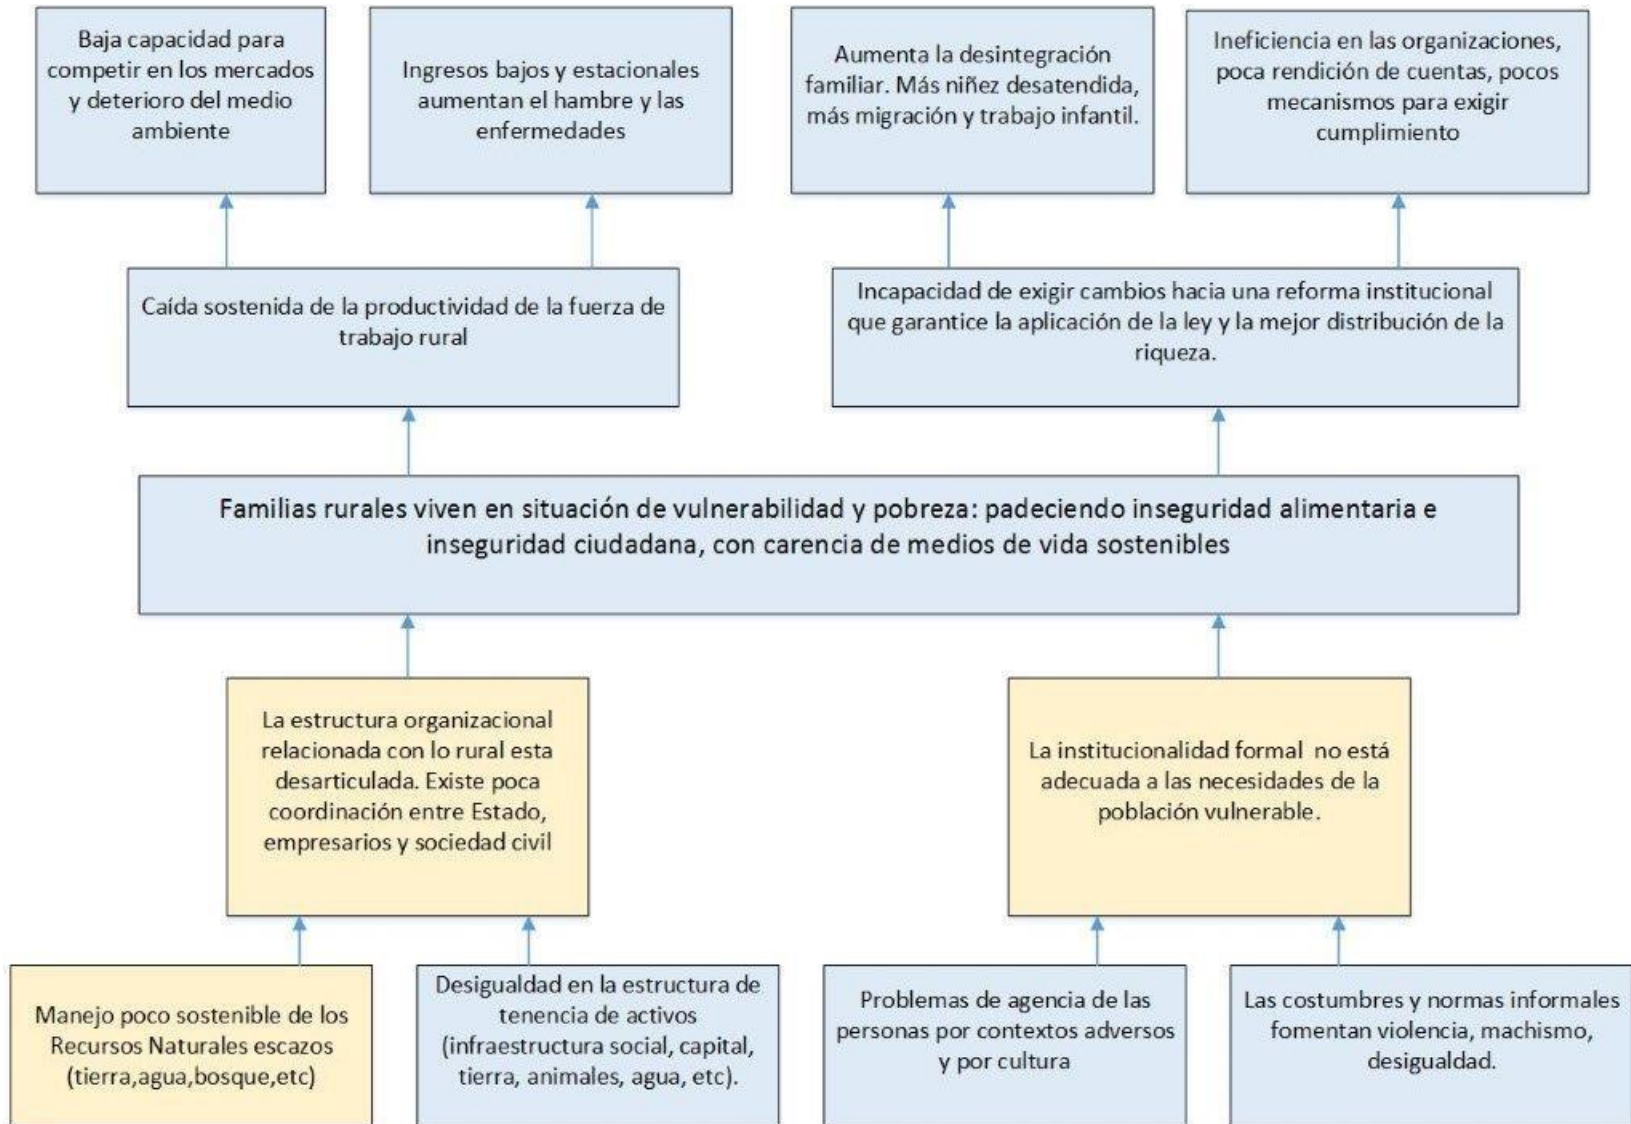 Baja capacidad para
competir en los mercados
y deterioro del medio
ambiente
Ingresos bajos y estacionales
aumentan el hambre y las
enfermedades
Aumenta la desintegración
familiar. Más niñez desatendida,
más migración y trabajo infantil.
Ineficiencia en las organizaciones,
poca rendición de cuentas, pocos
mecanismos para exigir
cumplimiento
Caída sostenida de la productividad de la fuerza de
trabajo rural
Incapacidad de exigir cambios hacia una reforma institucional
que garantice la aplicación de la ley y la mejor distribución de la
riqueza.
Familias rurales viven en situación de vulnerabilidad y pobreza: padeciendo inseguridad alimentaria e
inseguridad ciudadana, con carencia de medios de vida sostenibles
La estructura organizacional
relacionada con lo rural esta
desarticulada. Existe poca
coordinación entre Estado,
empresarios y sociedad civil
La institucionalidad formal no está
adecuada a las necesidades de la
población vulnerable.
Manejo poco sostenible de los
Recursos Naturales escazos
(tierra,agua,bosque,etc)
Desigualdad en la estructura de
tenencia de activos
(infraestructura social, capital,
tierra, animales, agua, etc).
Problemas de agencia de las
personas por contextos adversos
y por cultura
Las costumbres y normas informales
fomentan violencia, machismo,
desigualdad.